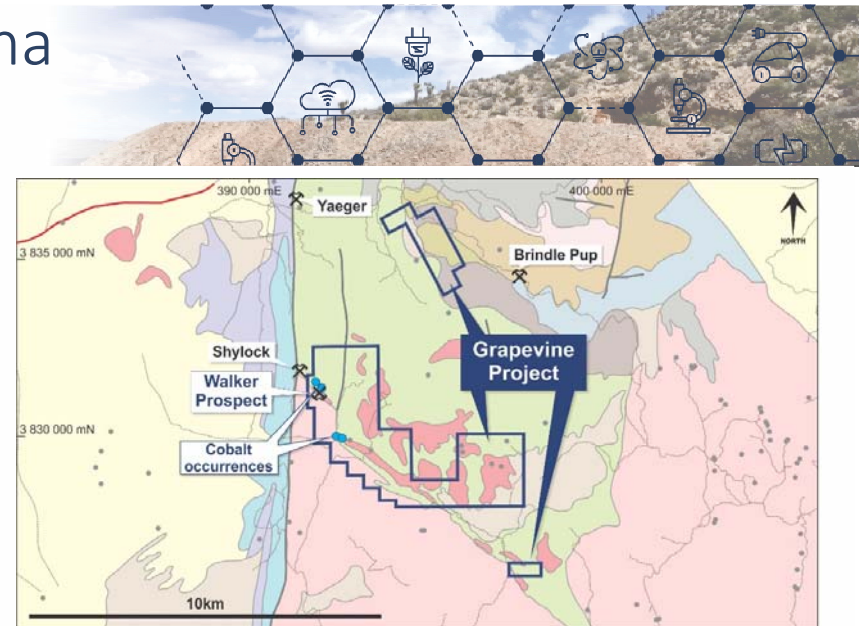 na
390 000 mE
400 000 mE
Yaeger
3 835 000 mN
Brindle Pup
NORTH
Shylock
Walker
Prospect
Grapevine
Project
3 830 000 mN
Cobalt
occurrences
10km